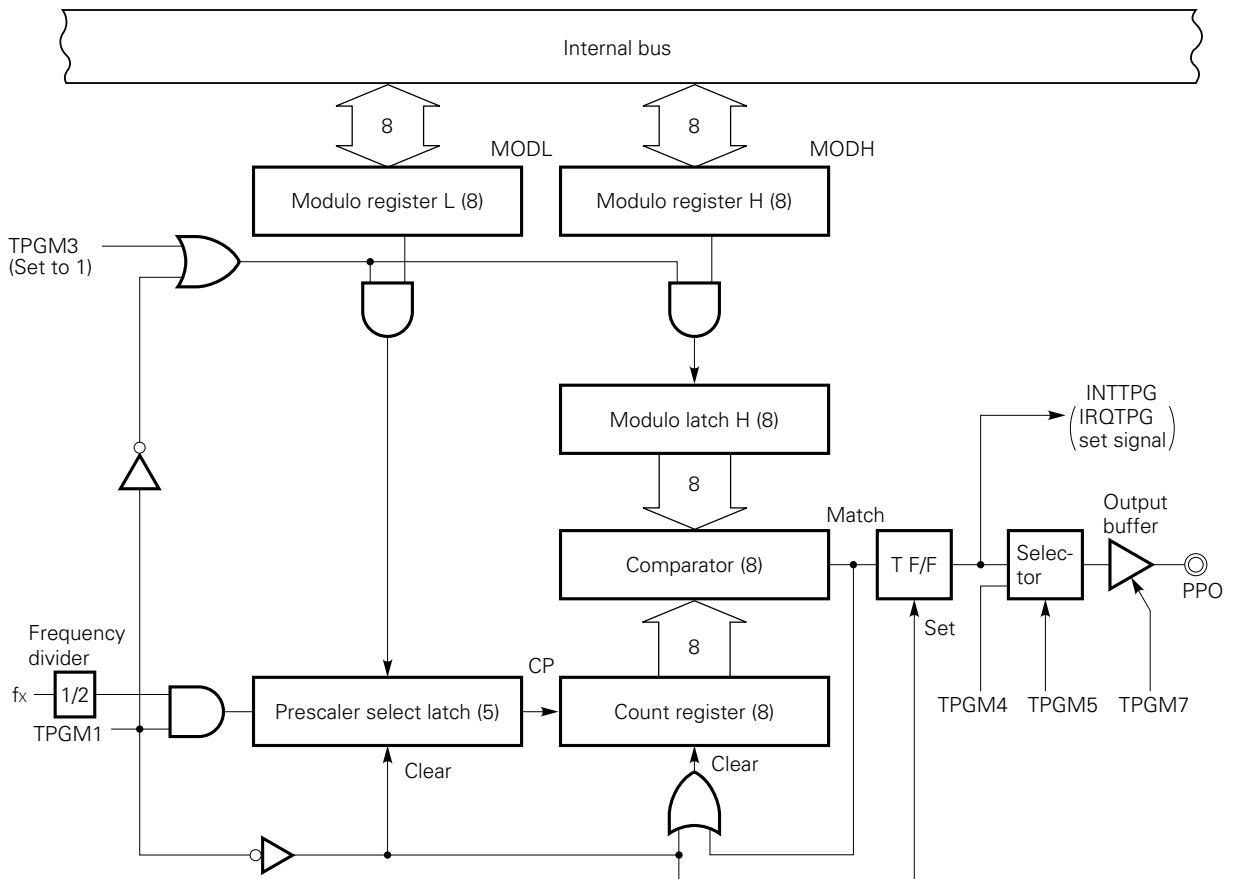 Internal bus
8
8
MODL
MODH
Modulo register L (8)
Modulo register H (8)
TPGM3
(Set to 1)
Modulo latch H (8)
INTTPG
IRQTPG
set signal
8
Match
Output
buffer
Comparator (8)
T F/F
Selec-
tor
PPO
Set
Frequency
divider
8
CP
fx
1/2
TPGM1
Prescaler select latch (5)
Count register (8)
TPGM4
TPGM5
TPGM7
Clear
Clear